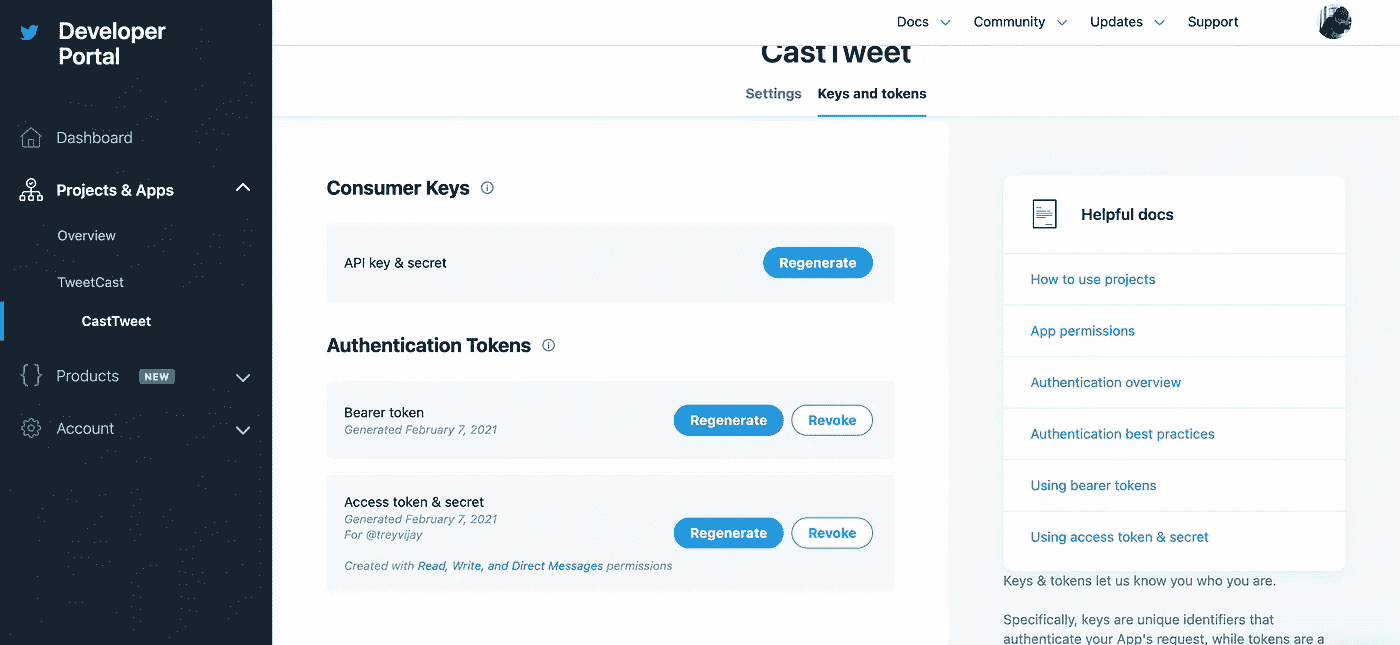 Developer
Portal
Dashboard
Projects & Apps
Overview
TweetCast
CastTweet
Products NEW
Account
Docs Community Updates Support
CastTweet
Settings Keys and tokens
Consumer Keys
API key & secret Regenerate
Authentication Tokens
Bearer token
Generated February 7, 2021
Regenerate Revoke
Access token & secret
Generated February 7, 2021
For @treyvijay
Regenerate Revoke
Created with Read, Write, and Direct Messages permissions
Helpful docs
How to use projects
App permissions
Authentication overview
Authentication best practices
Using bearer tokens
Using access token & secret
Keys & tokens let us know you who you are.
Specifically, keys are unique identifiers that
authenticate your App's request, while tokens are a